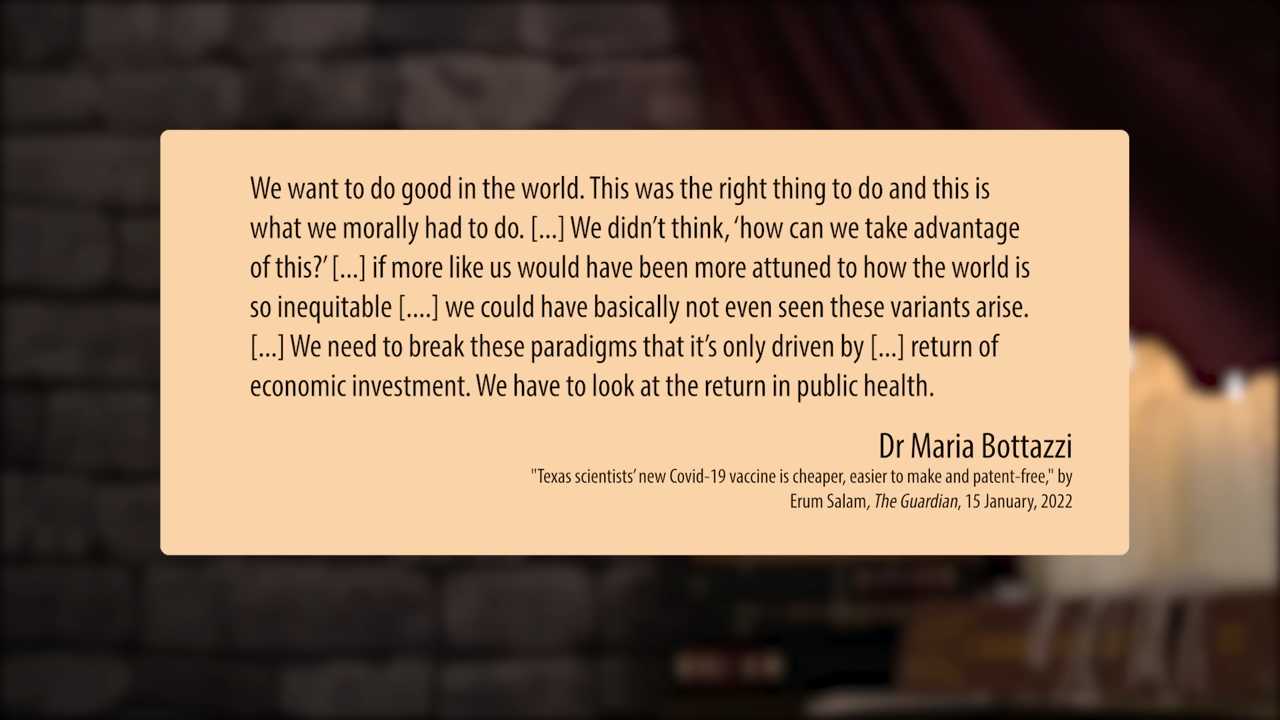 We want to do good in the world. This was the right thing to do and this is
what we morally had to do. [...] We didn’t think, ‘how can we take advantage
of this?’ [...] if more like us would have been more attuned to how the world is
so inequitable [....] we could have basically not even seen these variants arise.
[...] We need to break these paradigms that it’s only driven by [...] return of
economic investment. We have to look at the return in public health.
Dr Maria Bottazzi
"Texas scientists’ new Covid-19 vaccine is cheaper, easier to make and patent-free," by
Erum Salam, The Guardian, 15 January, 2022